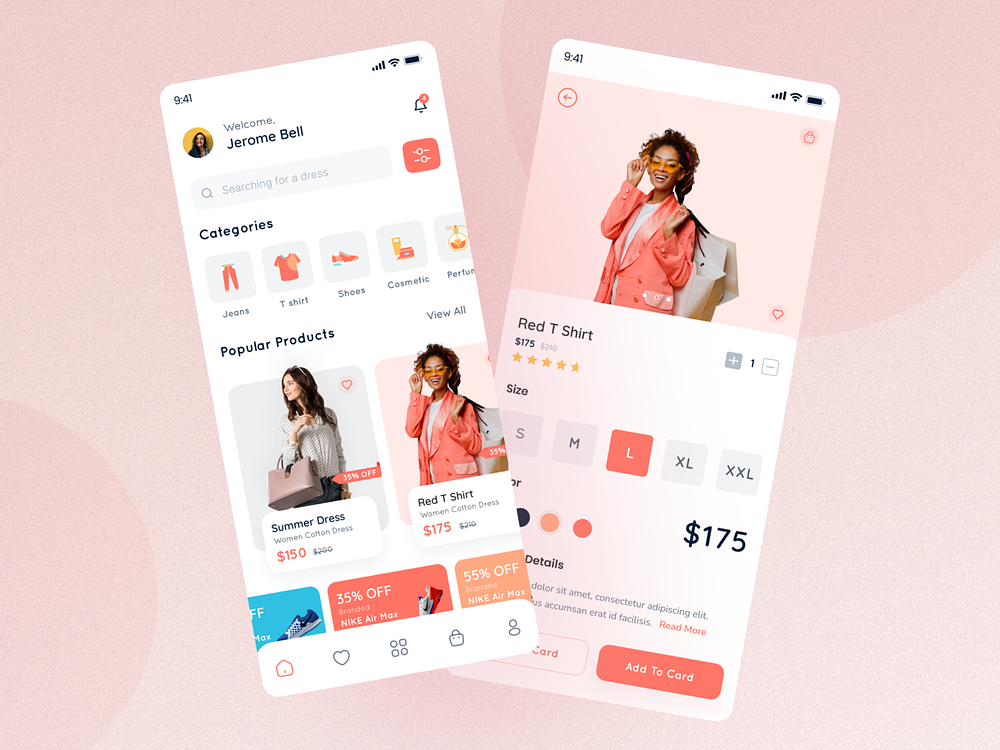 9:41
Welcome,
Jerome Bell
4
Searching for a dress
Categories
Jeans
T shirt
Shoes
Cosmetic
Perfum
Popular Products
View All
35% OFF
Summer Dress
Women Cotton Dress
$150 $200
35%
Red T Shirt
Women Cotton Dress
$175 $210
FF
Max
35% OFF
Branded
NIKE Air Max
55% OFF
Branded
NIKE Air Max
9:41
Red T Shirt
$175 $210
1
Size
S
M
L
XL
XXL
or
$175
Details
dolor sit amet, consectetur adipiscing elit.
us accumsan erat id facilisis. Read More
Card
Add To Card